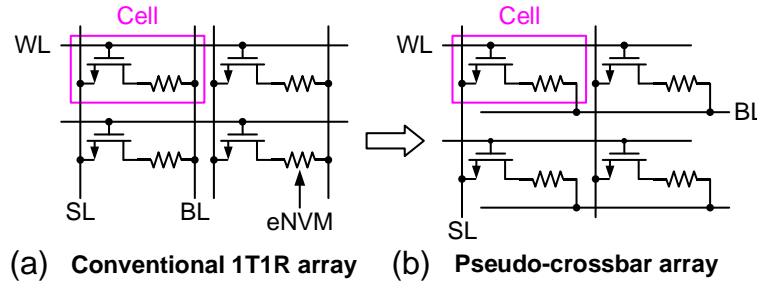 Cell
Cell
WL
WL
BL
SL
BL
eNVM
SL
(a) Conventional 1T1R array
(b) Pseudo-crossbar array